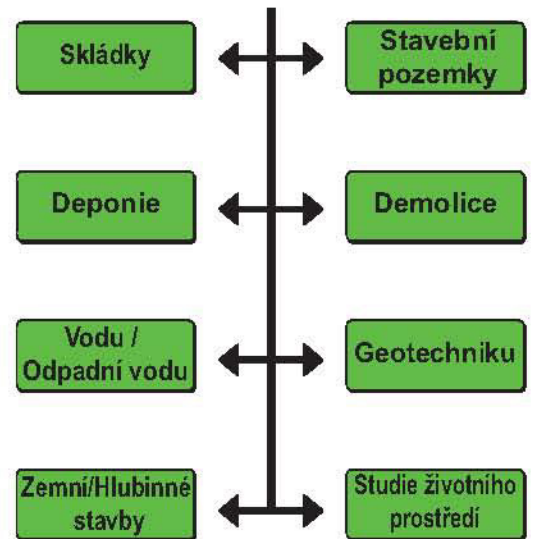 Skládky
Stavební
pozemky
Deponie
Demolice
Vodu /
Odpadní vodu
Geotechniku
Zemní/Hlubinné
stavby
Studie životního
prostředí